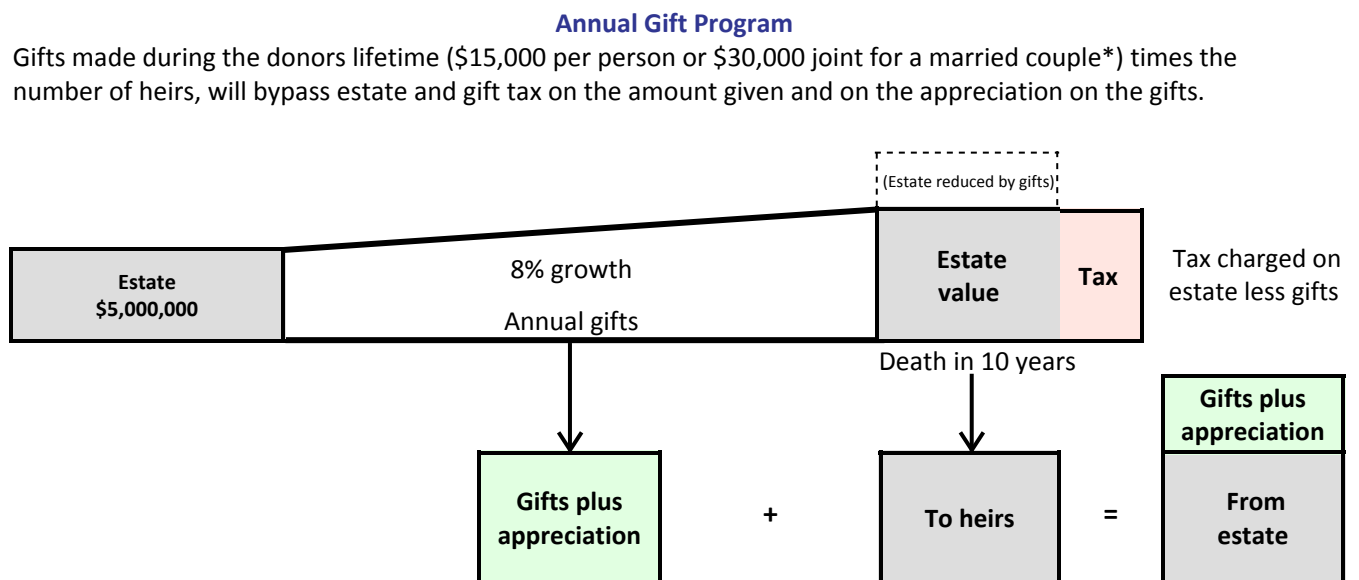 Annual Gift Program
Gifts made during the donors lifetime ($15,000 per person or $30,000 joint for a married couple*) times the
number of heirs, will bypass estate and gift tax on the amount given and on the appreciation on the gifts.
(Estate reduced by gifts)
Estate
$5,000,000
8% growth
Annual gifts
Estate
value
Tax
Tax charged on
estate less gifts
Death in 10 years
Gifts plus
appreciation
+
To heirs
=
Gifts plus
appreciation
From
estate